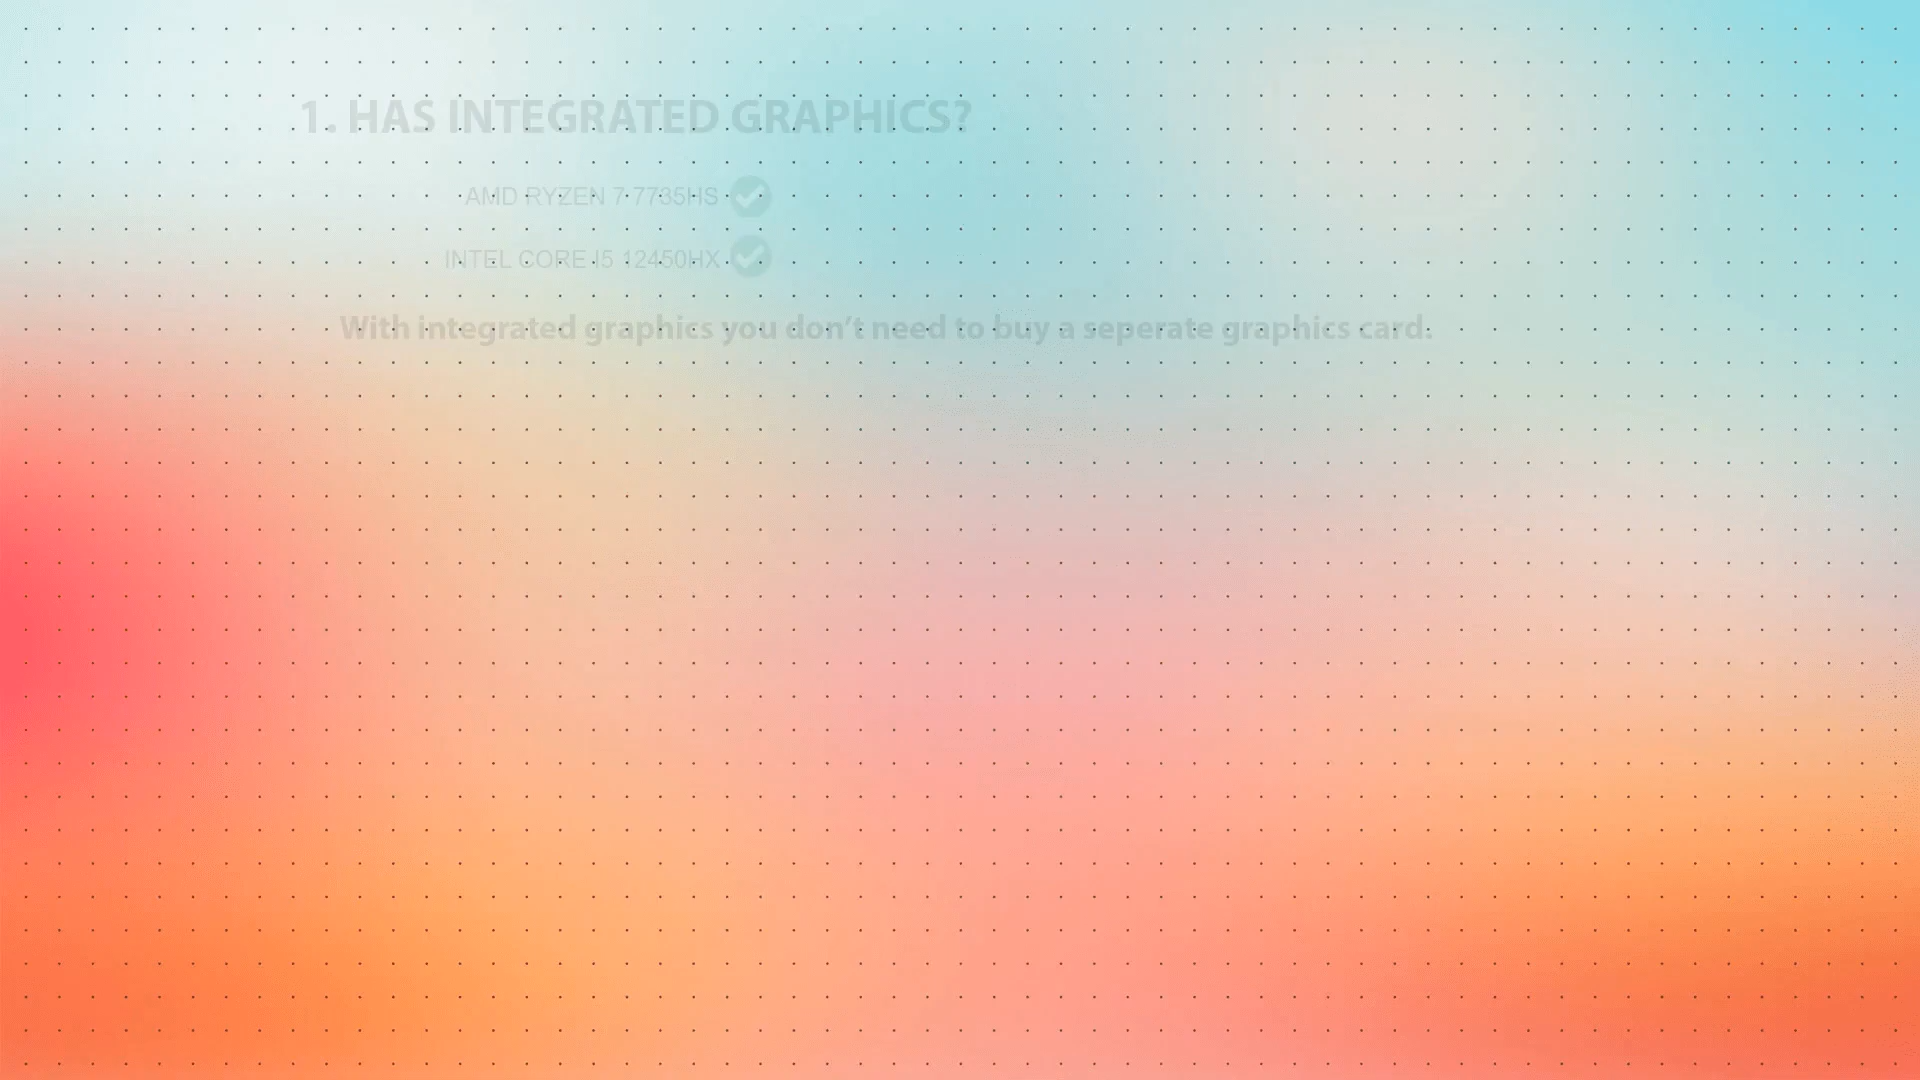 1. HAS INTEGRATED GRAPHICS?
AMD RYZEN 7 7735HS
INTEL CORE I5 12450HX
With integrated graphics you don’t need to buy a seperate graphics card.